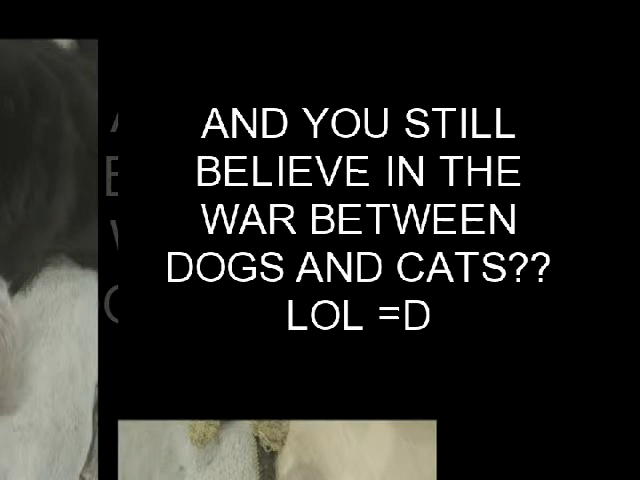 AND YOU STILL
BELIEVE IN THE
WAR BETWEEN
DOGS AND CATS??
LOL =D